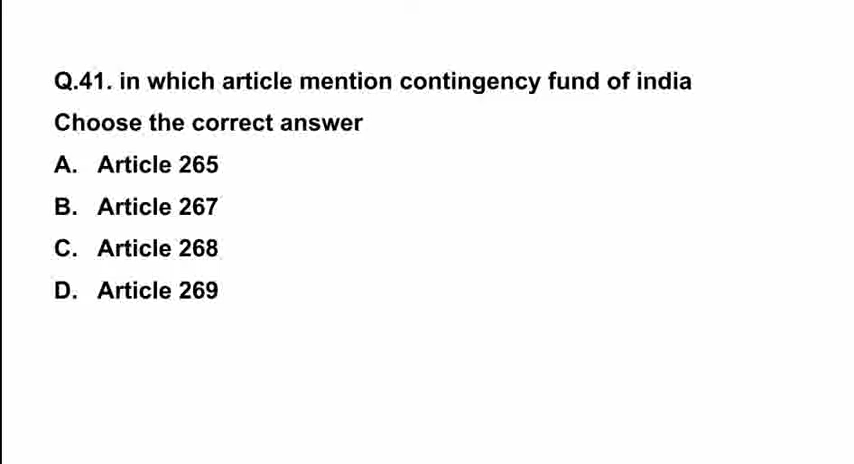 Q.41. in which article mention contingency fund of india
Choose the correct answer
A. Article 265
B. Article 267
C. Article 268
D. Article 269